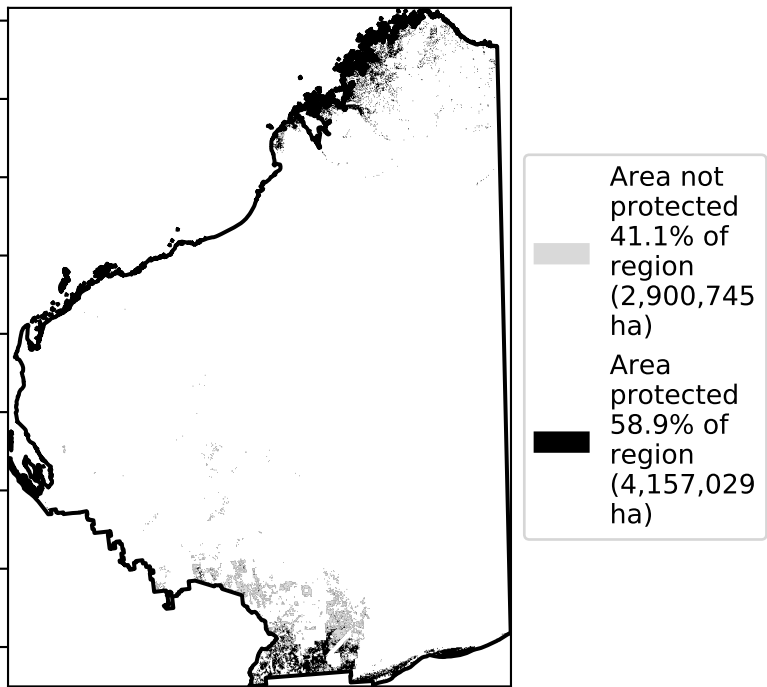 Area not
protected
41.1% of
region
(2,900,745
ha)
Area
protected
58.9% of
region
(4,157,029
ha)